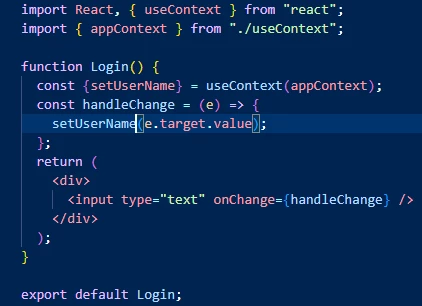 import React, { useContext } from "react";
import { appContext } from "./useContext";

function Login() {
  const {setUserName} = useContext(appContext);
  const handleChange = (e) => {
    setUserName(e.target.value);
  };
  return (
    <div>
      <input type="text" onChange={handleChange} />
    </div>
  );
}

export default Login;